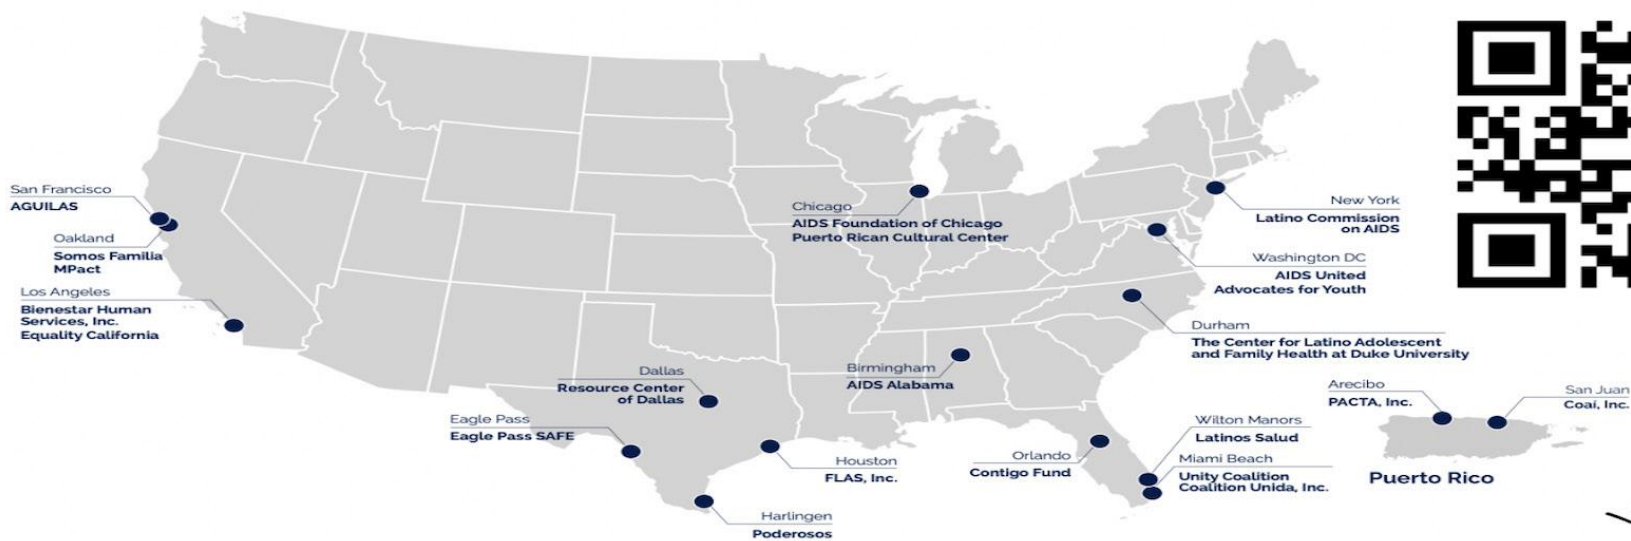 San Francisco
AGUILAS
Oakland
Somos Familia
MPact
Los Angeles
Bienestar Human
Services, Inc.
Equality California
Chicago
AIDS Foundation of Chicago
Puerto Rican Cultural Center
New York
Latino Commission
on AIDS
Washington DC
AIDS United
Advocates for Youth
Durham
The Center for Latino Adolescent
and Family Health at Duke University
Dallas
Resource Center
of Dallas
Birmingham
AIDS Alabama
Eagle Pass
Eagle Pass SAFE
Houston
FLAS, Inc.
Harlingen
Poderosos
Orlando
Contigo Fund
Wilton Manors
Latinos Salud
Miami Beach
Unity Coalition
Coalition Unida, Inc.
Arecibo
PACTA, Inc.
San Juan
Coaí, Inc.
Puerto Rico